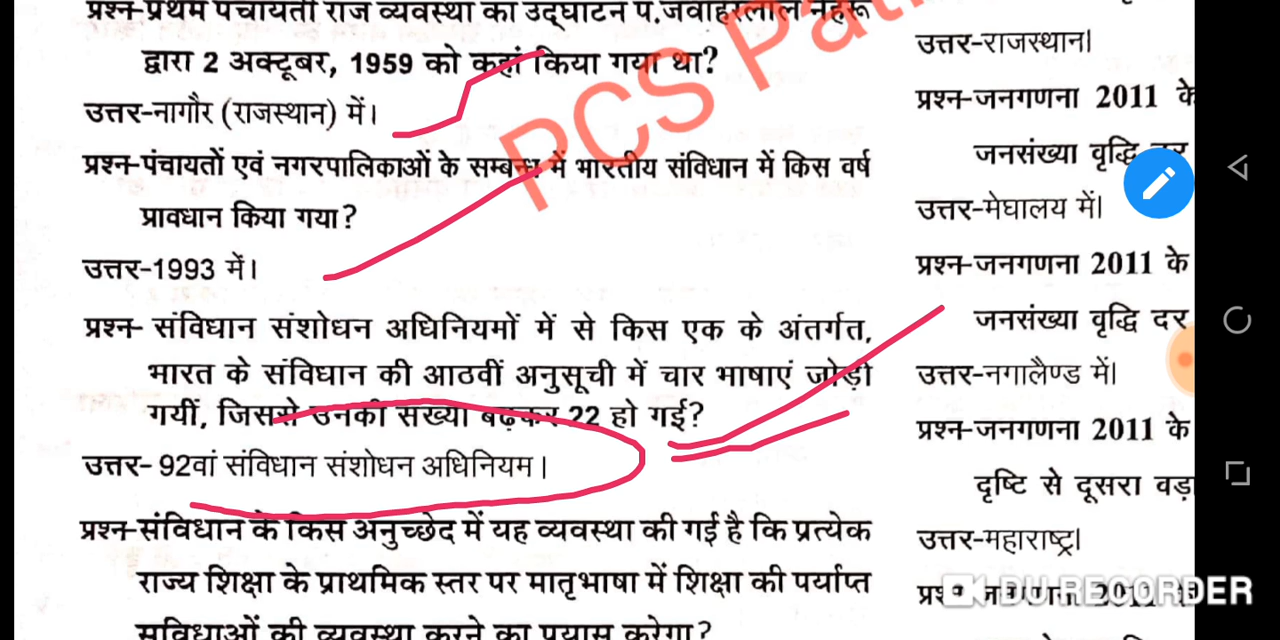 प्रश्न-प्रथम पंचायती राज व्यवस्था का उद्घाटन पं.जवाहरलाल नेहरू
द्वारा 2 अक्टूबर, 1959 को कहां किया गया था?
उत्तर-नागौर (राजस्थान) में।
प्रश्न-पंचायतों एवं नगरपालिकाओं के सम्बन्ध में भारतीय संविधान में किस वर्ष
प्रावधान किया गया?
उत्तर-1993 में।
प्रश्न- संविधान संशोधन अधिनियमों में से किस एक के अंतर्गत,
भारत के संविधान की आठवीं अनुसूची में चार भाषाएं जोड़ी
गयीं, जिससे उनकी संख्या बढ़कर 22 हो गई?
उत्तर- 92वां संविधान संशोधन अधिनियम।
प्रश्न-संविधान के किस अनुच्छेद में यह व्यवस्था की गई है कि प्रत्येक
राज्य शिक्षा के प्राथमिक स्तर पर मातृभाषा में शिक्षा की पर्याप्त
सुविधाओं की व्यवस्था करने का प्रयास करेगा?
उत्तर-राजस्थान।
प्रश्न-जनगणना 2011 के
जनसंख्या वृद्धि दर
उत्तर-मेघालय में।
प्रश्न-जनगणना 2011 के
जनसंख्या वृद्धि दर
उत्तर-नगालैण्ड में।
प्रश्न-जनगणना 2011 के
दृष्टि से दूसरा बड़ा
उत्तर-महाराष्ट्र।
2011
PCS
DU RECORDER